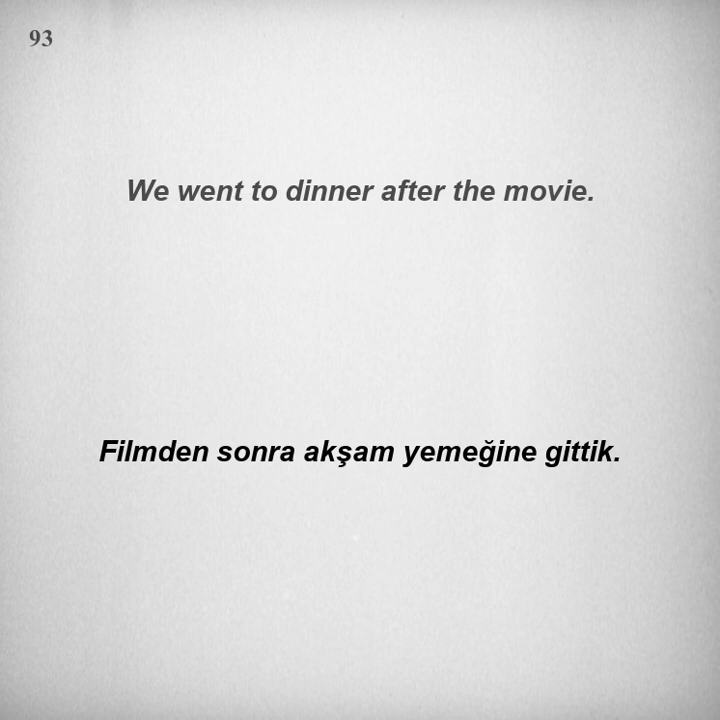 93
We went to dinner after the movie.
Filmden sonra akşam yemeğine gittik.